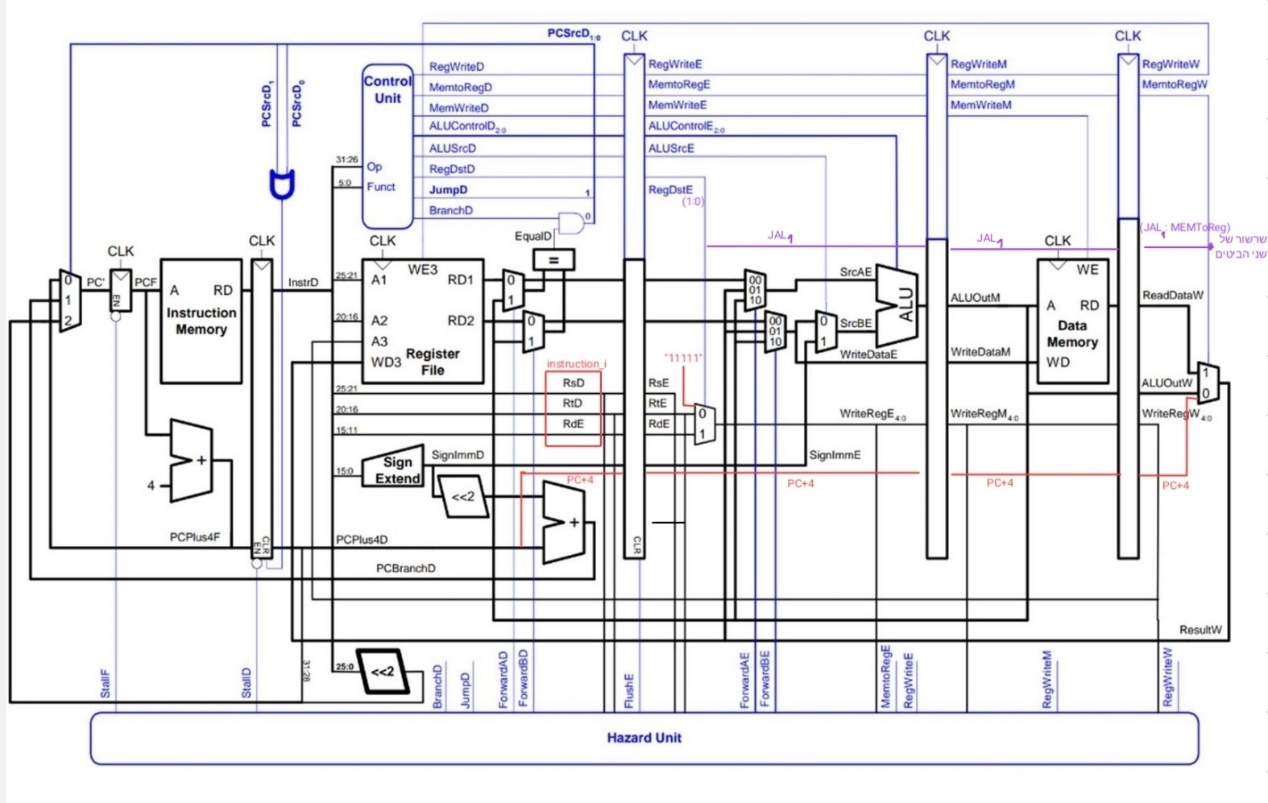 PCSrcD1:0
CLK
CLK
CLK
PCSrcD1
PCSrcD0
Control
Unit
Op
Funct
31:26
5:0
RegWriteD
MemtoRegD
MemWriteD
ALUControlD2:0
ALUSrcD
RegDstD
JumpD
BranchD
1
0
RegWriteE
MemtoRegE
MemWriteE
ALUControlE2:0
ALUSrcE
RegDstE
(1:0)
RegWriteM
MemtoRegM
MemWriteM
RegWriteW
MemtoRegW
JAL1
JAL1
(JAL1 : MEMToReg)
שרשור של
שני הביטים
EqualD
=
CLK
CLK
CLK
CLK
0
1
2
PC'
EN
PCF
A
RD
Instruction
Memory
InstrD
25:21
20:16
A1
A2
A3
WD3
WE3
RD1
RD2
Register
File
0
1
0
1
00
01
10
00
01
10
0
1
SrcAE
SrcBE
ALU
ALUOutM
WriteDataE
WriteDataM
WE
A
RD
Data
Memory
WD
ReadDataW
ALUOutW
1
0
instruction_i
"11111"
25:21
20:16
15:11
RsD
RtD
RdE
RsE
RtE
RdE
0
1
WriteRegE4:0
WriteRegM4:0
WriteRegW4:0
15:0
Sign
Extend
SignImmD
SignImmE
<<2
+
+
4
PC+4
PC+4
PC+4
PC+4
PCPlus4F
EN
CLR
PCPlus4D
CLR
PCBranchD
ResultW
31:28
25:0
<<2
StallF
StallD
BranchD
JumpD
ForwardAD
ForwardBD
FlushE
ForwardAE
ForwardBE
MemtoRegE
RegWriteE
RegWriteM
RegWriteW
Hazard Unit